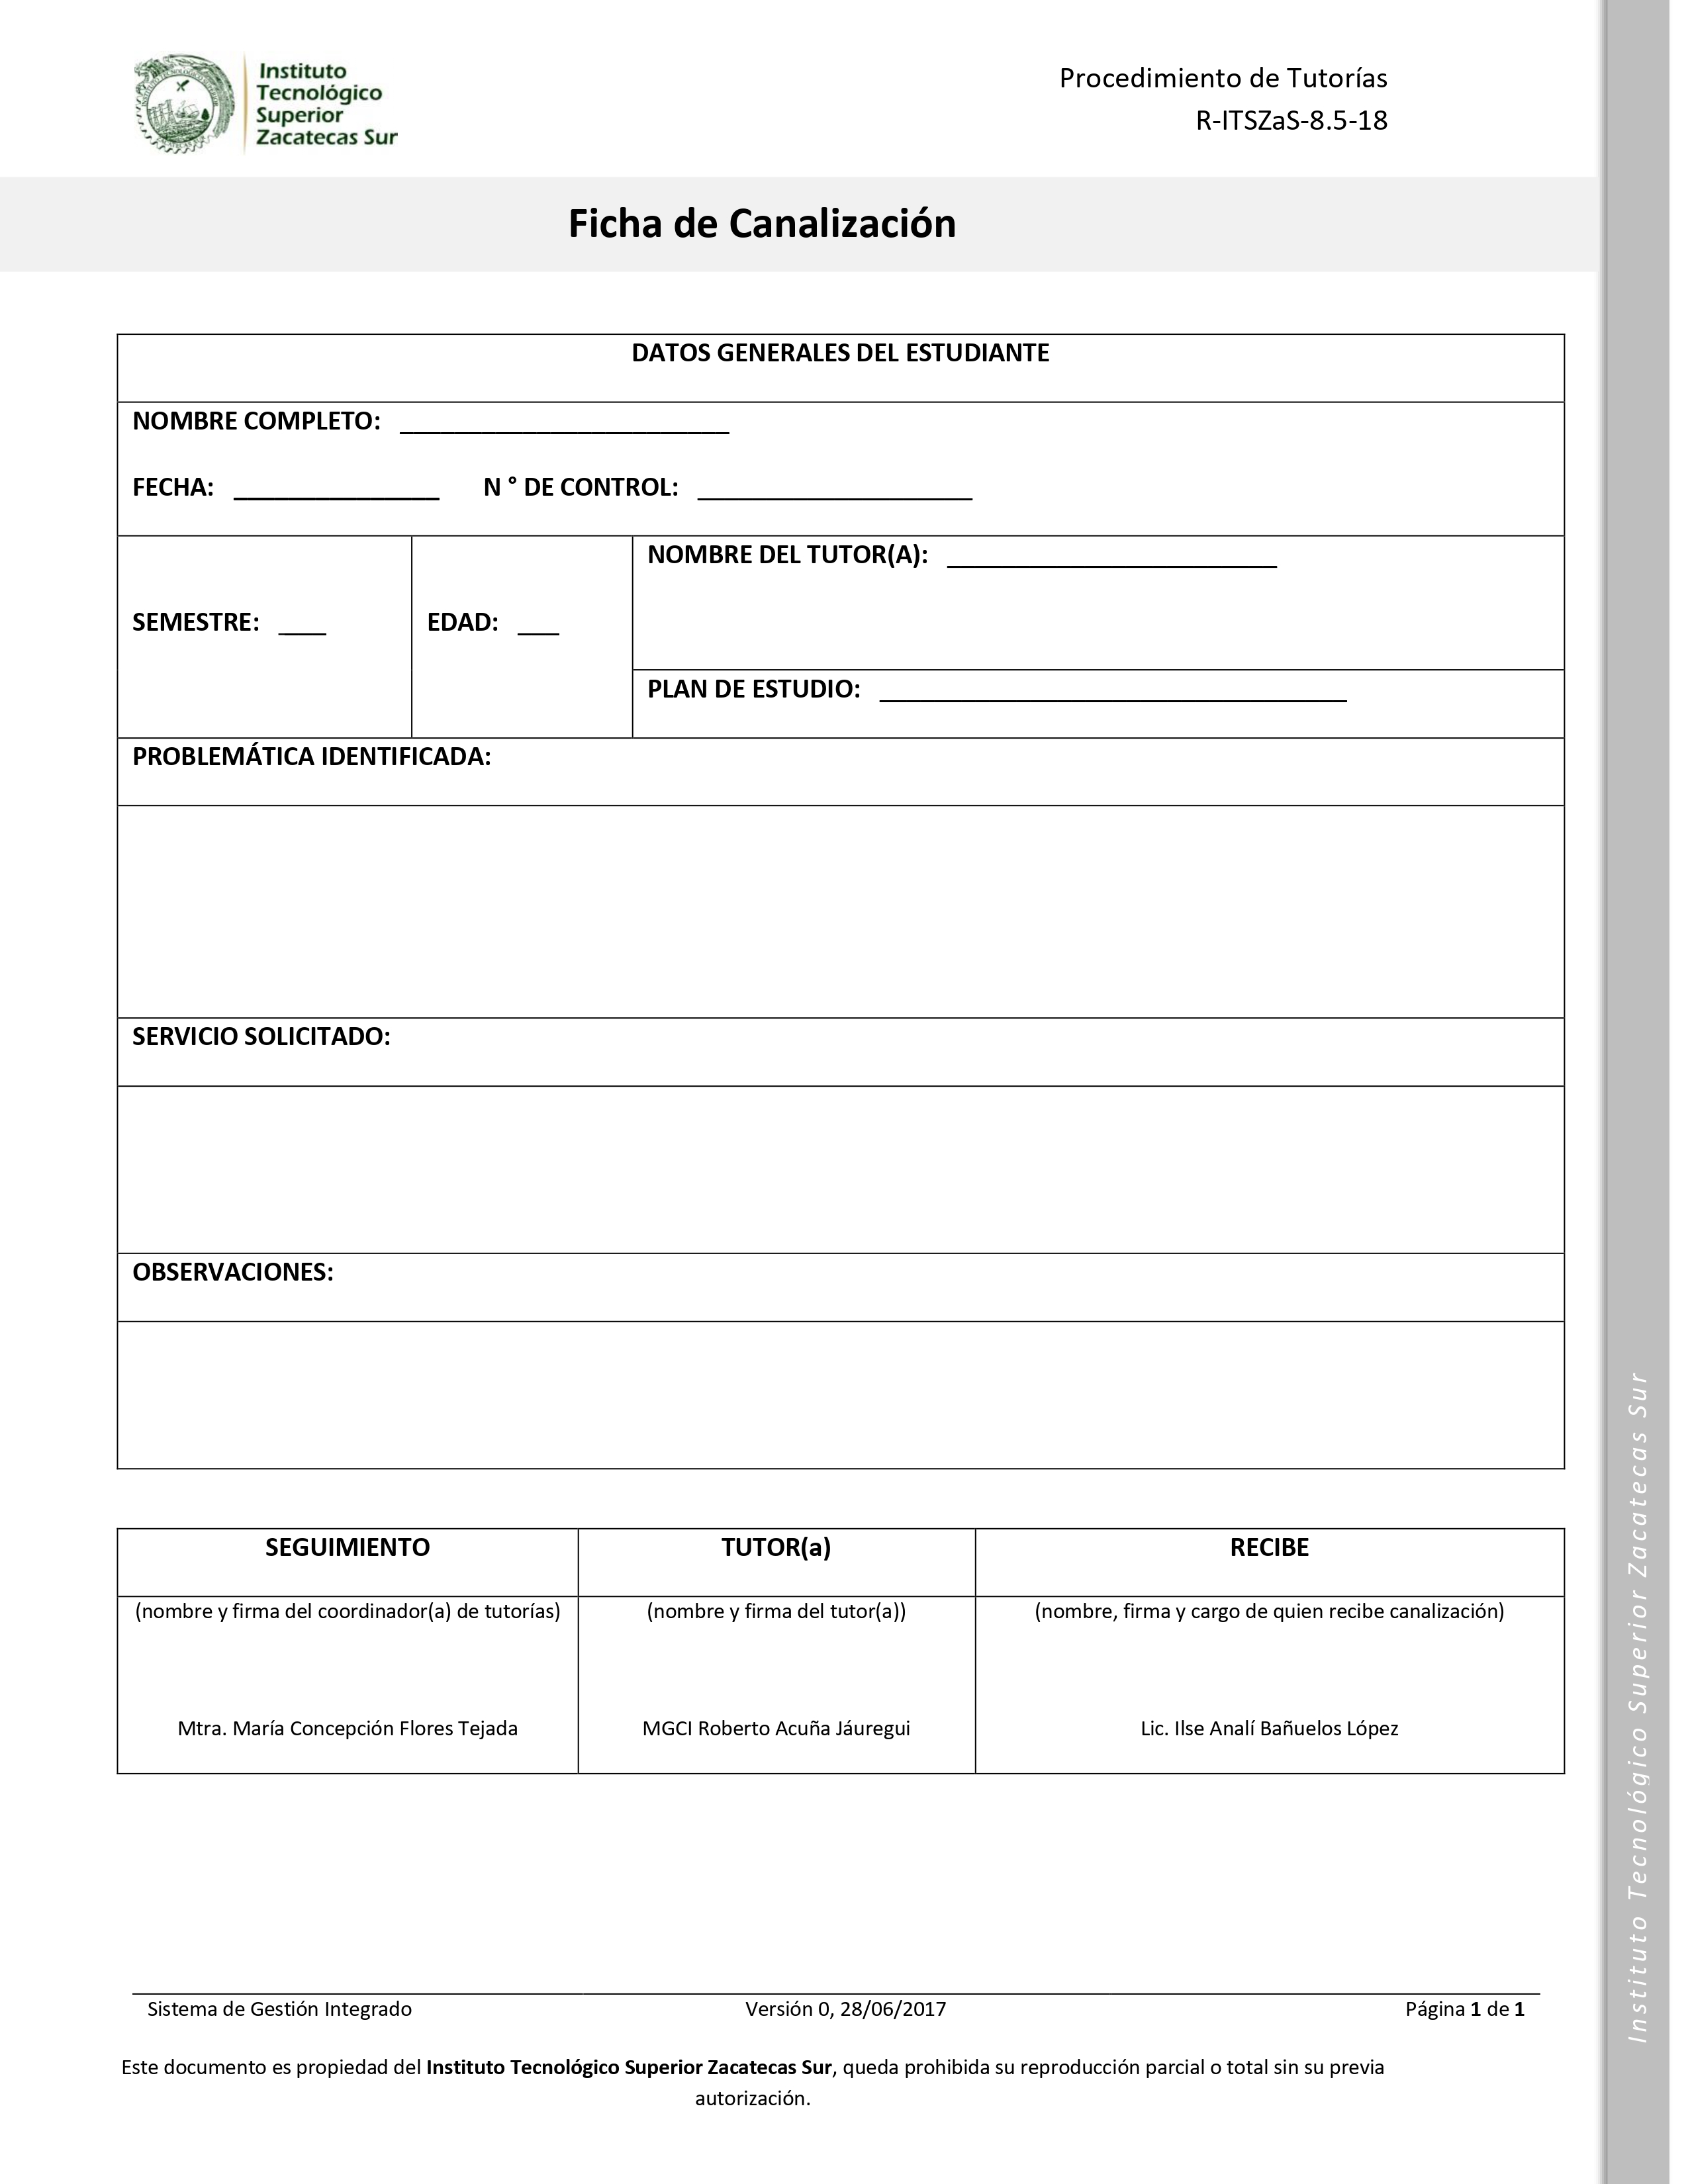 Instituto
Tecnológico
Superior
Zacatecas Sur
Procedimiento de Tutorías
R-ITSZaS-8.5-18
Ficha de Canalización
DATOS GENERALES DEL ESTUDIANTE
NOMBRE COMPLETO: ________________________
FECHA: _______________ N ° DE CONTROL: ____________________
SEMESTRE: ____
EDAD: ___
NOMBRE DEL TUTOR(A): ________________________
PLAN DE ESTUDIO: __________________________________
PROBLEMÁTICA IDENTIFICADA:
SERVICIO SOLICITADO:
OBSERVACIONES:
SEGUIMIENTO TUTOR(a) RECIBE
(nombre y firma del coordinador(a) de tutorías) (nombre y firma del tutor(a)) (nombre, firma y cargo de quien recibe canalización)
Mtra. María Concepción Flores Tejada MGCI Roberto Acuña Jáuregui Lic. Ilse Analí Bañuelos López
Sistema de Gestión Integrado Versión 0, 28/06/2017 Página 1 de 1
Este documento es propiedad del Instituto Tecnológico Superior Zacatecas Sur, queda prohibida su reproducción parcial o total sin su previa
autorización.
Instituto Tecnológico Superior Zacatecas Sur